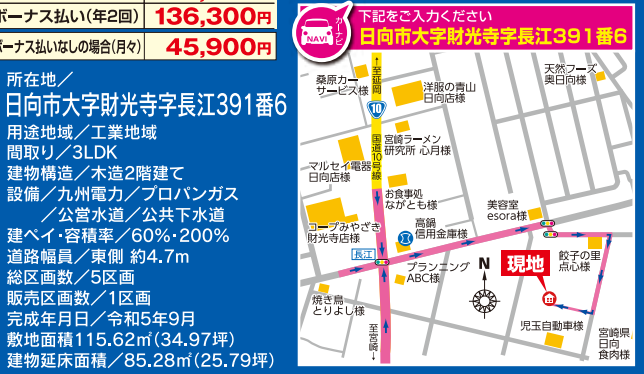 ボーナス払い(年2回) 136,300円
ボーナス払いなしの場合(月々) 45,900円
所在地／
日向市大字財光寺字長江391番6
用途地域／工業地域
間取り／3LDK
建物構造／木造2階建て
設備／九州電力／プロパンガス
／公営水道／公共下水道
建ペイ・容積率／60%・200%
道路幅員／東側 約4.7m
総区画数／5区画
販売区画数／1区画
完成年月日／令和5年9月
敷地面積115.62㎡(34.97坪)
建物延床面積／85.28㎡(25.79坪)
NAVI
カーナビ
下記をご入力ください
日向市大字財光寺字長江391番6
桑原カー
サービス様
←至延岡
洋服の青山
日向店様
天然フーズ
奥日向様
10
国道10号線
宮崎ラーメン
研究所 心月様
マルセイ電器
日向店様
お食事処
ながとも様
コープみやざき
財光寺店様
高鍋
信用金庫様
美容室
esora様
長江
プランニング
ABC様
N
現地
餃子の里
点心様
焼き鳥
とりよし様
至宮崎→
児玉自動車様
宮崎県
日向
食肉様